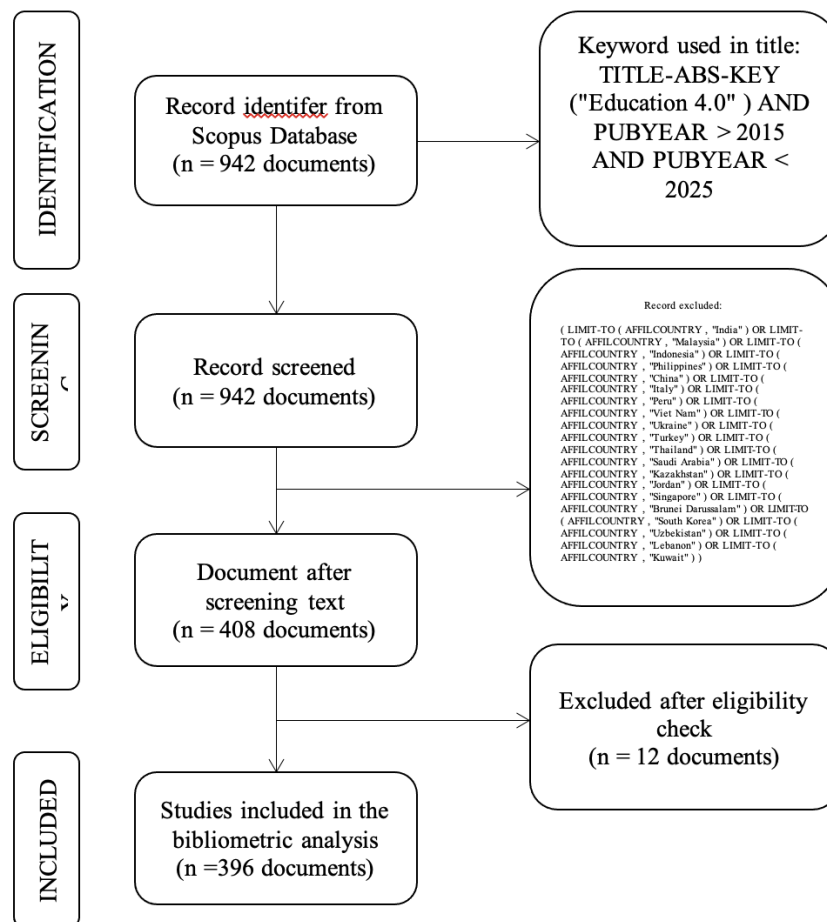 IDENTIFICATION
Record identifer from
Scopus Database
(n = 942 documents)
Keyword used in title:
TITLE-ABS-KEY
("Education 4.0" ) AND
PUBYEAR > 2015
AND PUBYEAR <
2025
SCREENIN
Record screened
(n = 942 documents)
Record excluded:
( LIMIT-TO ( AFFILCOUNTRY , "India" ) OR LIMIT-
TO ( AFFILCOUNTRY , "Malaysia" ) OR LIMIT-TO (
AFFILCOUNTRY , "Indonesia" ) OR LIMIT-TO (
AFFILCOUNTRY , "Philippines" ) OR LIMIT-TO (
AFFILCOUNTRY , "China" ) OR LIMIT-TO (
AFFILCOUNTRY , "Italy" ) OR LIMIT-TO (
AFFILCOUNTRY , "Peru" ) OR LIMIT-TO (
AFFILCOUNTRY , "Viet Nam" ) OR LIMIT-TO (
AFFILCOUNTRY , "Ukraine" ) OR LIMIT-TO (
AFFILCOUNTRY , "Turkey" ) OR LIMIT-TO (
AFFILCOUNTRY , "Thailand" ) OR LIMIT-TO (
AFFILCOUNTRY , "Saudi Arabia" ) OR LIMIT-TO (
AFFILCOUNTRY , "Kazakhstan" ) OR LIMIT-TO (
AFFILCOUNTRY , "Jordan" ) OR LIMIT-TO (
AFFILCOUNTRY , "Singapore" ) OR LIMIT-TO (
AFFILCOUNTRY , "Brunei Darussalam" ) OR LIMIT-TO
( AFFILCOUNTRY , "South Korea" ) OR LIMIT-TO (
AFFILCOUNTRY , "Uzbekistan" ) OR LIMIT-TO (
AFFILCOUNTRY , "Lebanon" ) OR LIMIT-TO (
AFFILCOUNTRY , "Kuwait" ) )
ELIGIBILIT
Document after
screening text
(n = 408 documents)
Excluded after eligibility
check
(n = 12 documents)
INCLUDED
Studies included in the
bibliometric analysis
(n =396 documents)